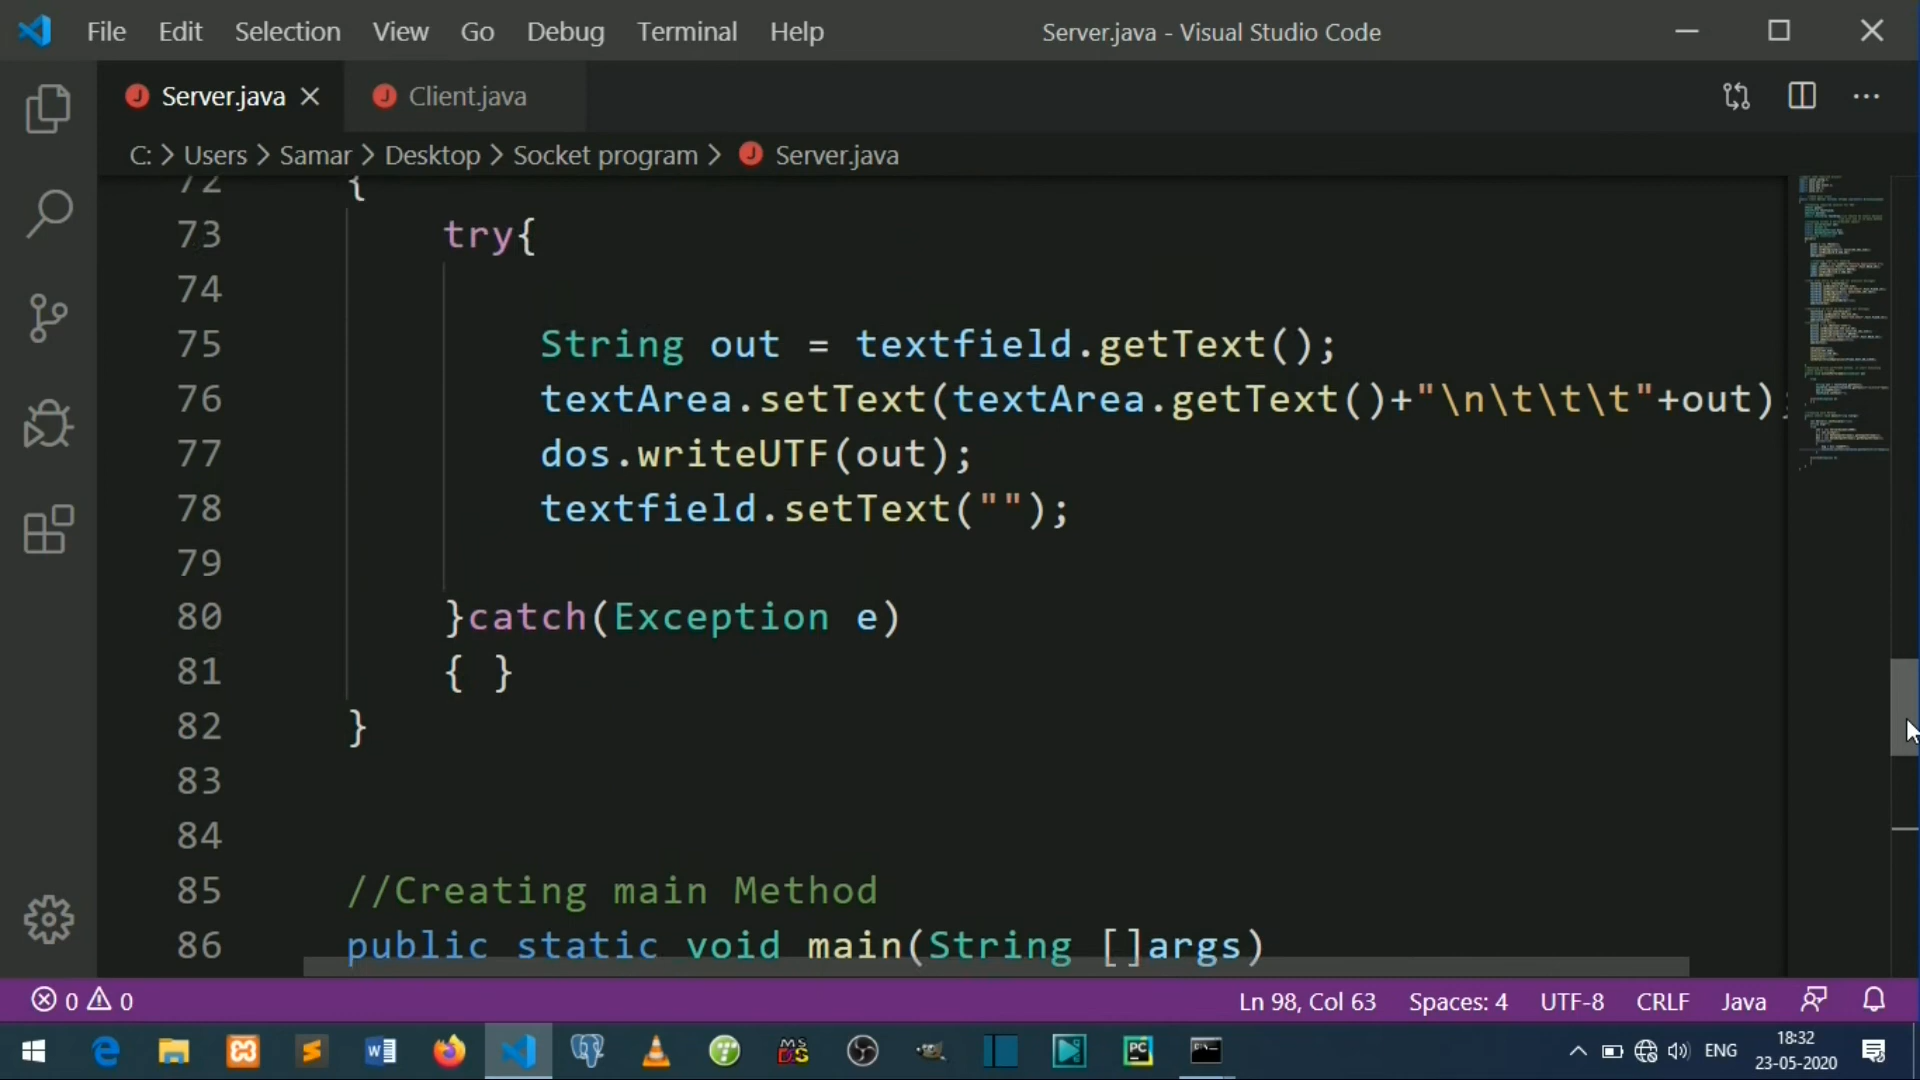 File Edit Selection View Go Debug Terminal Help Server.java - Visual Studio Code
Server.java Client.java
C: > Users > Samar > Desktop > Socket program > Server.java
72 {
73 try{
74
75 String out = textfield.getText();
76 textArea.setText(textArea.getText()+"\n\t\t\t"+out);
77 dos.writeUTF(out);
78 textfield.setText("");
79
80 }catch(Exception e)
81 { }
82 }
83
84
85 //Creating main Method
86 public static void main(String []args)
0 0 Ln 98, Col 63 Spaces: 4 UTF-8 CRLF Java
ENG 18:32
23-05-2020